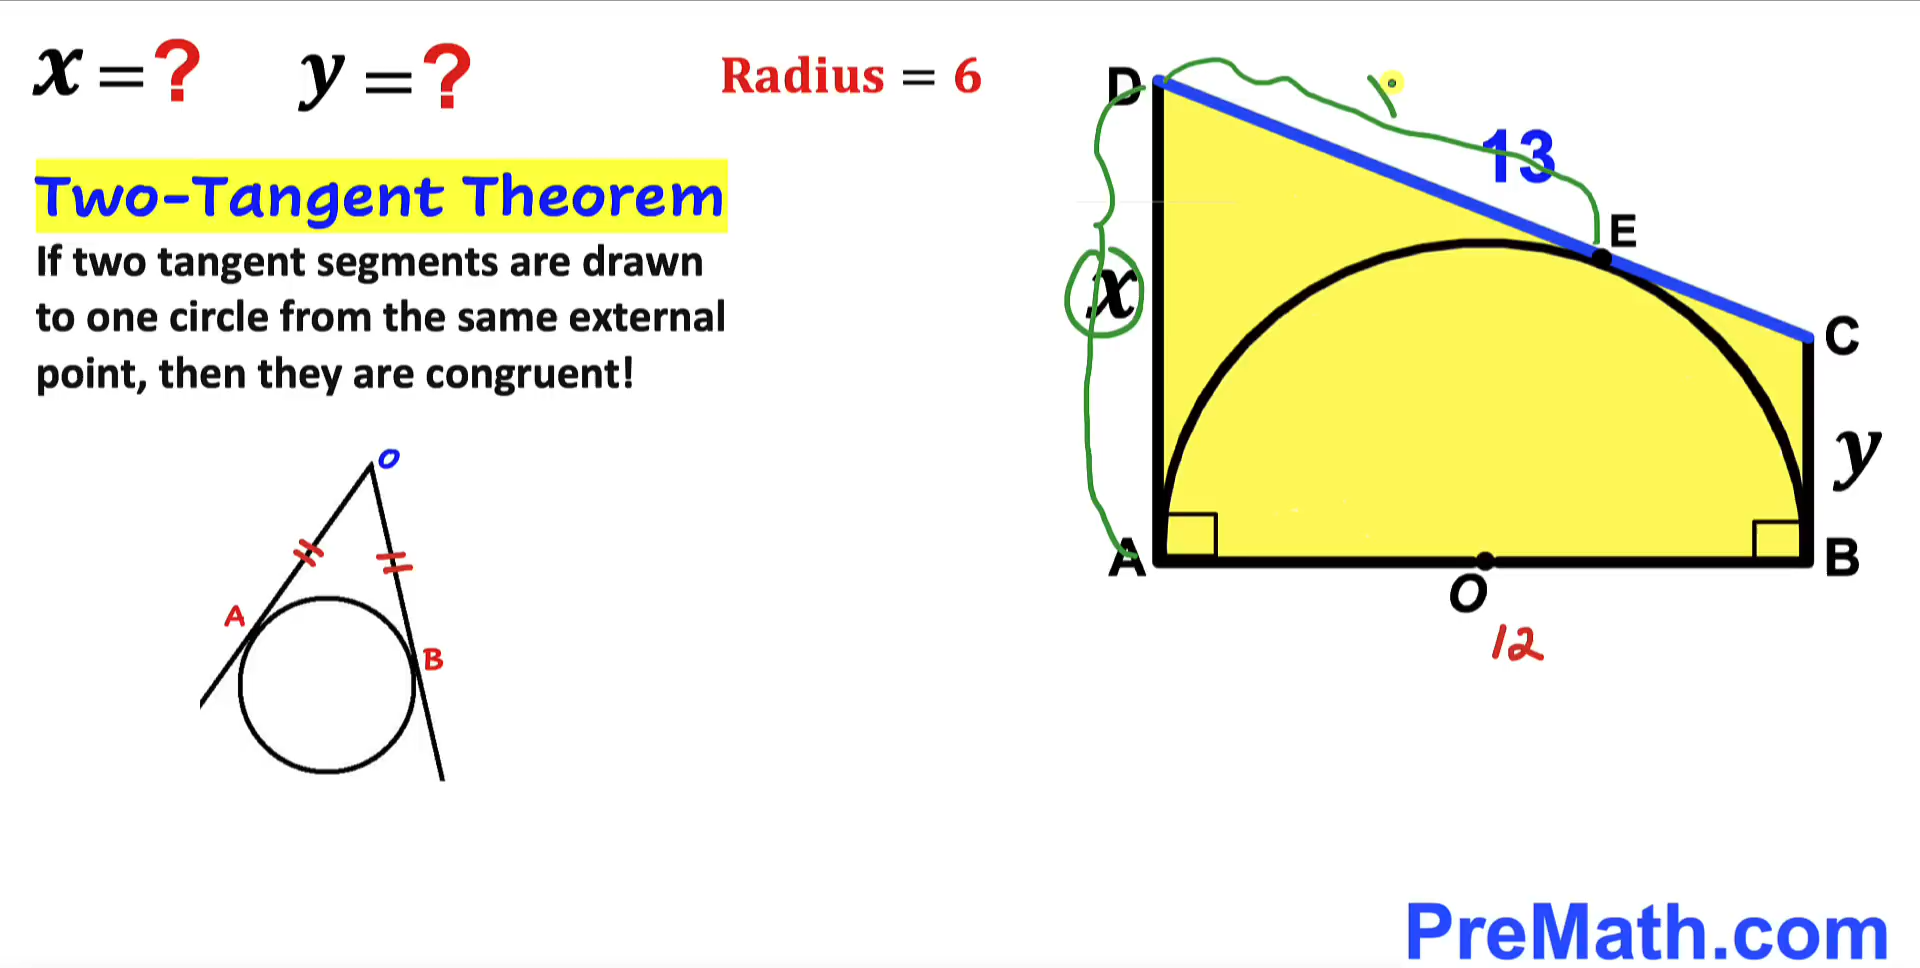 x = ? y = ?
Radius = 6
Two-Tangent Theorem
If two tangent segments are drawn
to one circle from the same external
point, then they are congruent!
O
A
B
D
13
E
x
C
y
A
B
O
12
PreMath.com